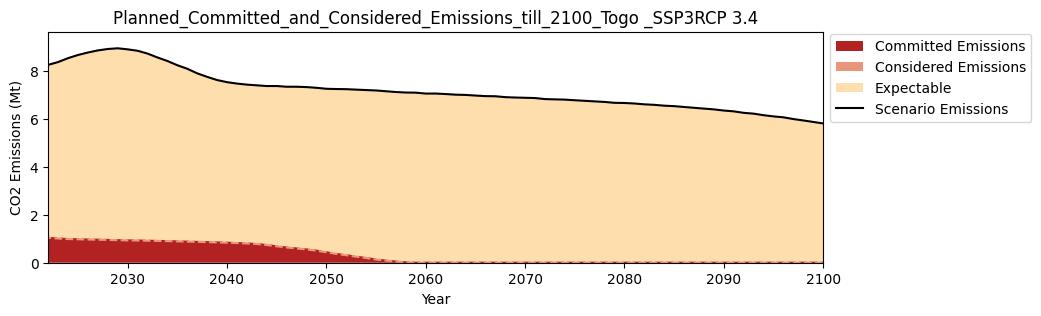 Planned_Committed_and_Considered_Emissions_till_2100_Togo _SSP3RCP 3.4
Committed Emissions
Considered Emissions
Expectable
Scenario Emissions
CO2 Emissions (Mt)
8
6
4
2
0
2030 2040 2050 2060 2070 2080 2090 2100
Year